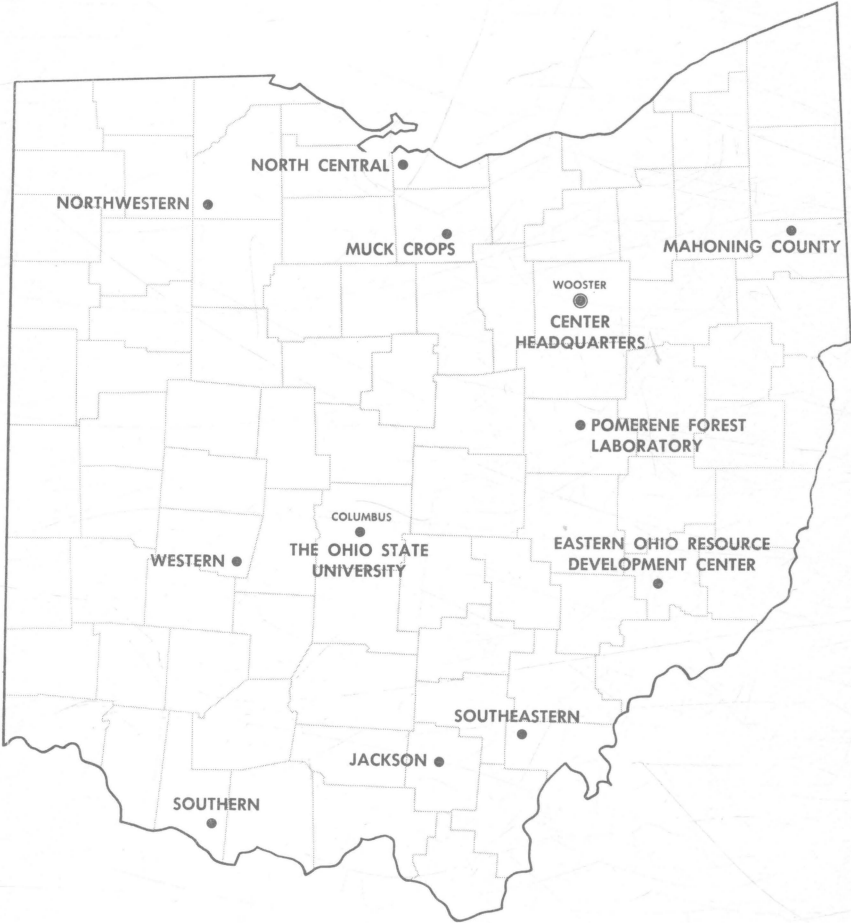 NORTH CENTRAL
NORTHWESTERN
MUCK CROPS
MAHONING COUNTY
WOOSTER
CENTER
HEADQUARTERS
POMERENE FOREST
LABORATORY
COLUMBUS
THE OHIO STATE
UNIVERSITY
WESTERN
EASTERN OHIO RESOURCE
DEVELOPMENT CENTER
SOUTHEASTERN
JACKSON
SOUTHERN